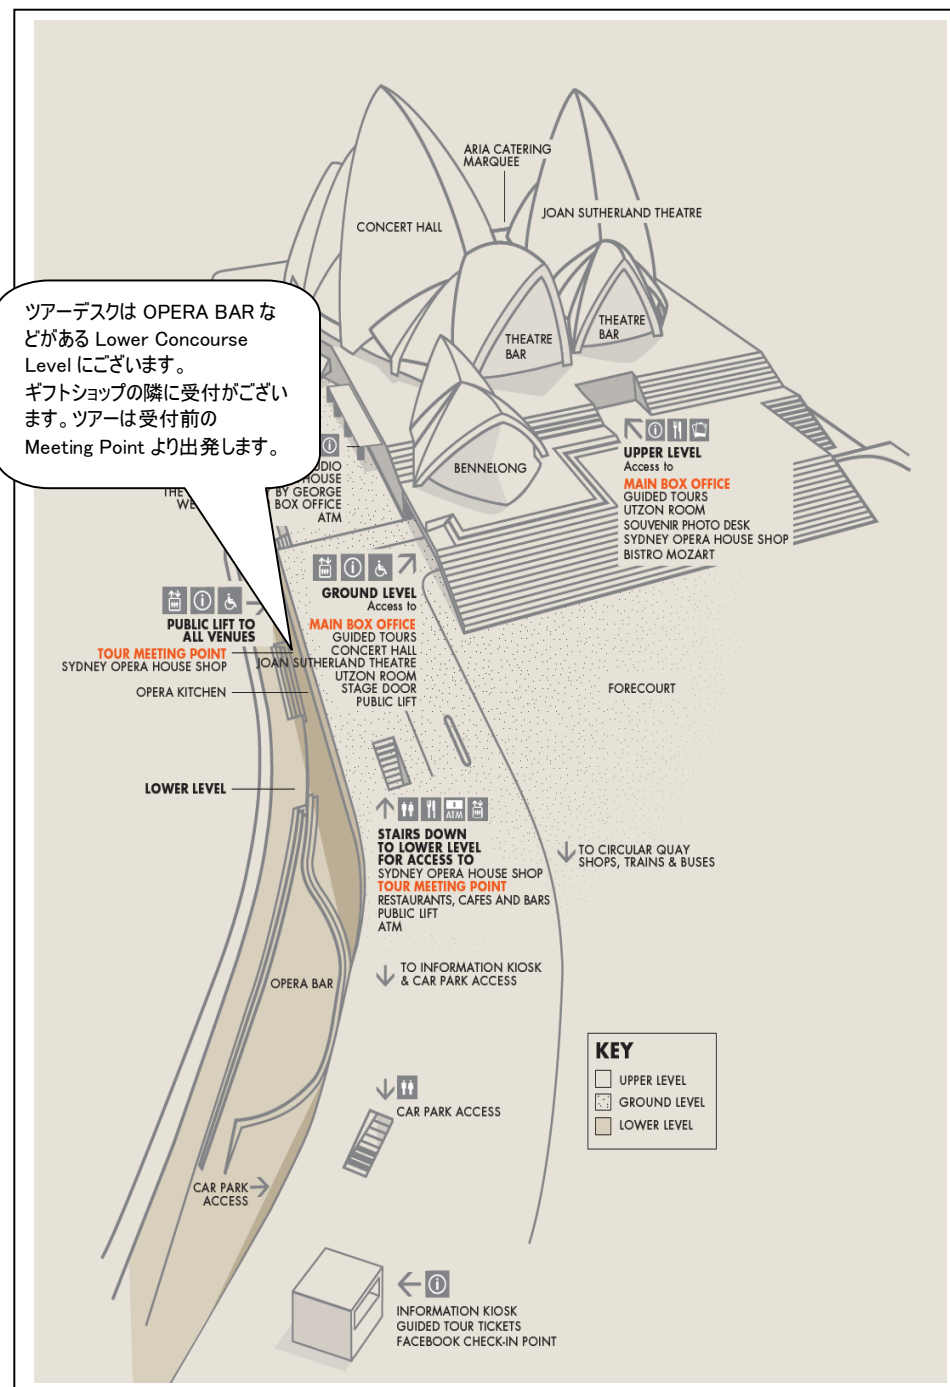 ARIA CATERING
MARQUEE
JOAN SUTHERLAND THEATRE
CONCERT HALL
ツアーデスクは OPERA BAR な
どがある Lower Concourse
Level にございます。
ギフトショップの隣に受付がござい
ます。ツアーは受付前の
Meeting Point より出発します。
THEATRE
BAR
THEATRE
BAR
BENNELONG
UPPER LEVEL
Access to
MAIN BOX OFFICE
GUIDED TOURS
UTZON ROOM
SOUVENIR PHOTO DESK
SYDNEY OPERA HOUSE SHOP
BISTRO MOZART
THE
BY GEORGE
BOX OFFICE
ATM
GROUND LEVEL
Access to
MAIN BOX OFFICE
GUIDED TOURS
CONCERT HALL
JOAN SUTHERLAND THEATRE
UTZON ROOM
STAGE DOOR
PUBLIC LIFT
PUBLIC LIFT TO
ALL VENUES
TOUR MEETING POINT
SYDNEY OPERA HOUSE SHOP
OPERA KITCHEN
FORECOURT
LOWER LEVEL
ATM
STAIRS DOWN
TO LOWER LEVEL
FOR ACCESS TO
SYDNEY OPERA HOUSE SHOP
TOUR MEETING POINT
RESTAURANTS, CAFES AND BARS
PUBLIC LIFT
ATM
TO CIRCULAR QUAY
SHOPS, TRAINS & BUSES
TO INFORMATION KIOSK
& CAR PARK ACCESS
OPERA BAR
KEY
UPPER LEVEL
GROUND LEVEL
LOWER LEVEL
CAR PARK ACCESS
CAR PARK
ACCESS
INFORMATION KIOSK
GUIDED TOUR TICKETS
FACEBOOK CHECK-IN POINT